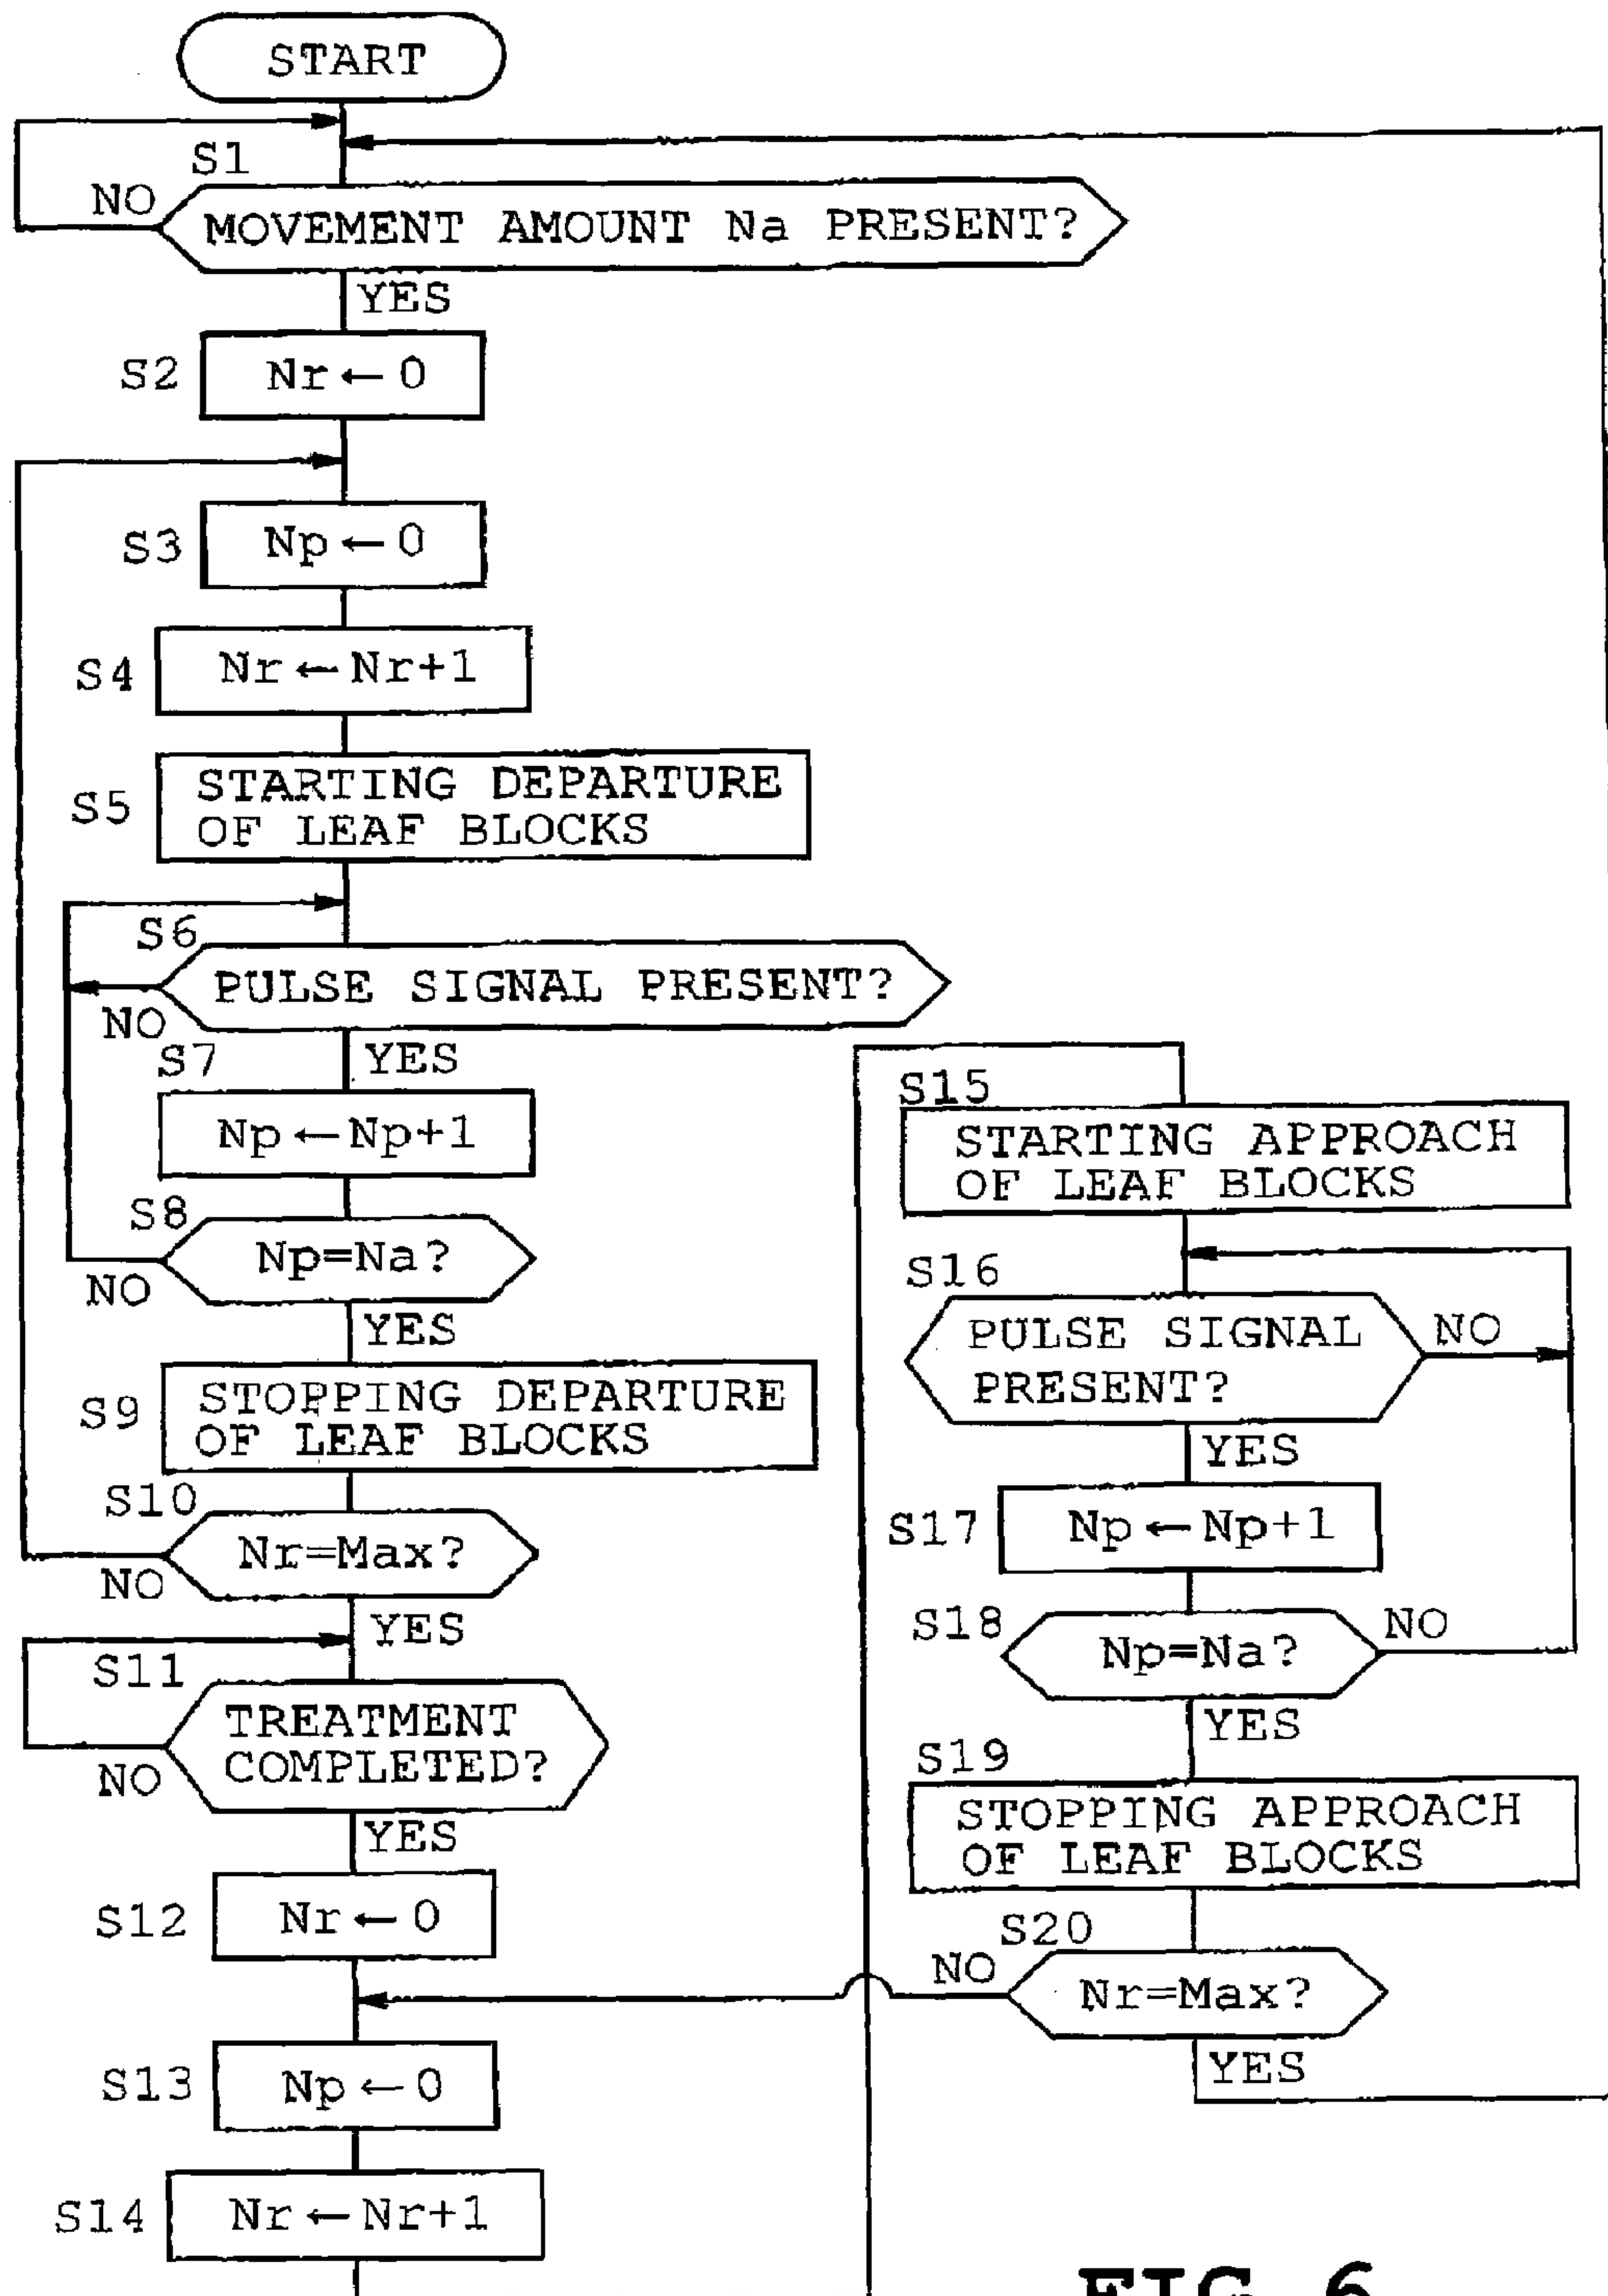 START
S1
NO
MOVEMENT AMOUNT Na PRESENT?
YES
S2
Nr ← 0
S3
Np ← 0
S4
Nr ← Nr+1
S5
STARTING DEPARTURE
OF LEAF BLOCKS
S6
PULSE SIGNAL PRESENT?
NO
S7
YES
Np ← Np+1
S8
Np=Na?
NO
YES
S9
STOPPING DEPARTURE
OF LEAF BLOCKS
S10
Nr=Max?
NO
YES
S11
TREATMENT
COMPLETED?
NO
YES
S12
Nr ← 0
S13
Np ← 0
S14
Nr ← Nr+1
S15
STARTING APPROACH
OF LEAF BLOCKS
S16
PULSE SIGNAL
PRESENT?
NO
YES
S17
Np ← Np+1
S18
Np=Na?
NO
YES
S19
STOPPING APPROACH
OF LEAF BLOCKS
S20
NO
Nr=Max?
YES
FIG. 6